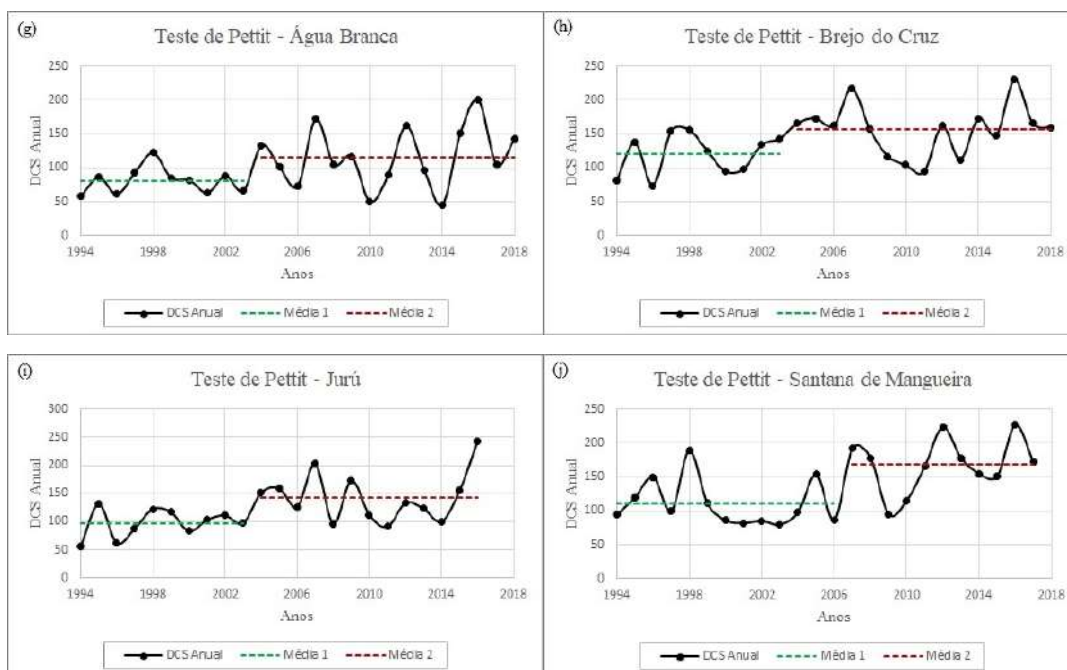 (g)
Teste de Pettit - Água Branca
250
200
150
100
50
0
DCS Anual
1994 1998 2002 2006 2010 2014 2018
Anos
DCS Anual Média 1 Média 2
(h)
Teste de Pettit - Brejo do Cruz
250
200
150
100
50
0
DCS Anual
1994 1998 2002 2006 2010 2014 2018
Anos
DCS Anual Média 1 Média 2
(i)
Teste de Pettit - Jurú
300
250
200
150
100
50
0
DCS Anual
1994 1998 2002 2006 2010 2014 2018
Anos
DCS Anual Média 1 Média 2
(j)
Teste de Pettit - Santana de Mangueira
250
200
150
100
50
0
DCS Anual
1994 1998 2002 2006 2010 2014 2018
Anos
DCS Anual Média 1 Média 2